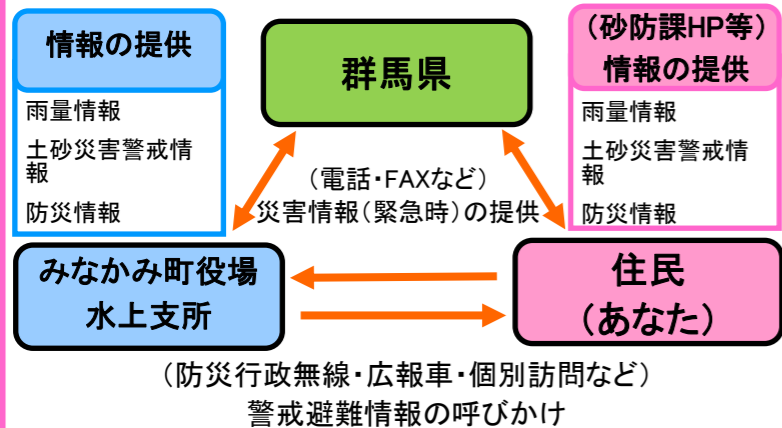 情報の提供
雨量情報
土砂災害警戒情
報
防災情報
群馬県
（砂防課HP等）
情報の提供
雨量情報
土砂災害警戒情
報
防災情報
（電話・FAXなど）
災害情報（緊急時）の提供
みなかみ町役場
水上支所
住民
（あなた）
（防災行政無線・広報車・個別訪問など）
警戒避難情報の呼びかけ